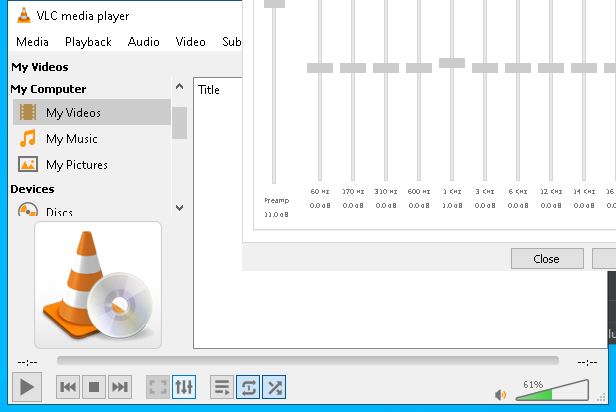 VLC media player
Media Playback Audio Video Sub
My Videos
My Computer
My Videos
My Music
My Pictures
Devices
Discs
Title
Preamp
11.0 dB
60 Hz 170 Hz 310 Hz 600 Hz 1 KHz 3 KHz 6 KHz 12 KHz 14 KHz 16
0.0 dB 0.0 dB 0.0 dB 0.0 dB 1.0 dB 0.0 dB 0.0 dB 0.0 dB 0.0 dB 0.0
Close
--:-- --:--
61%